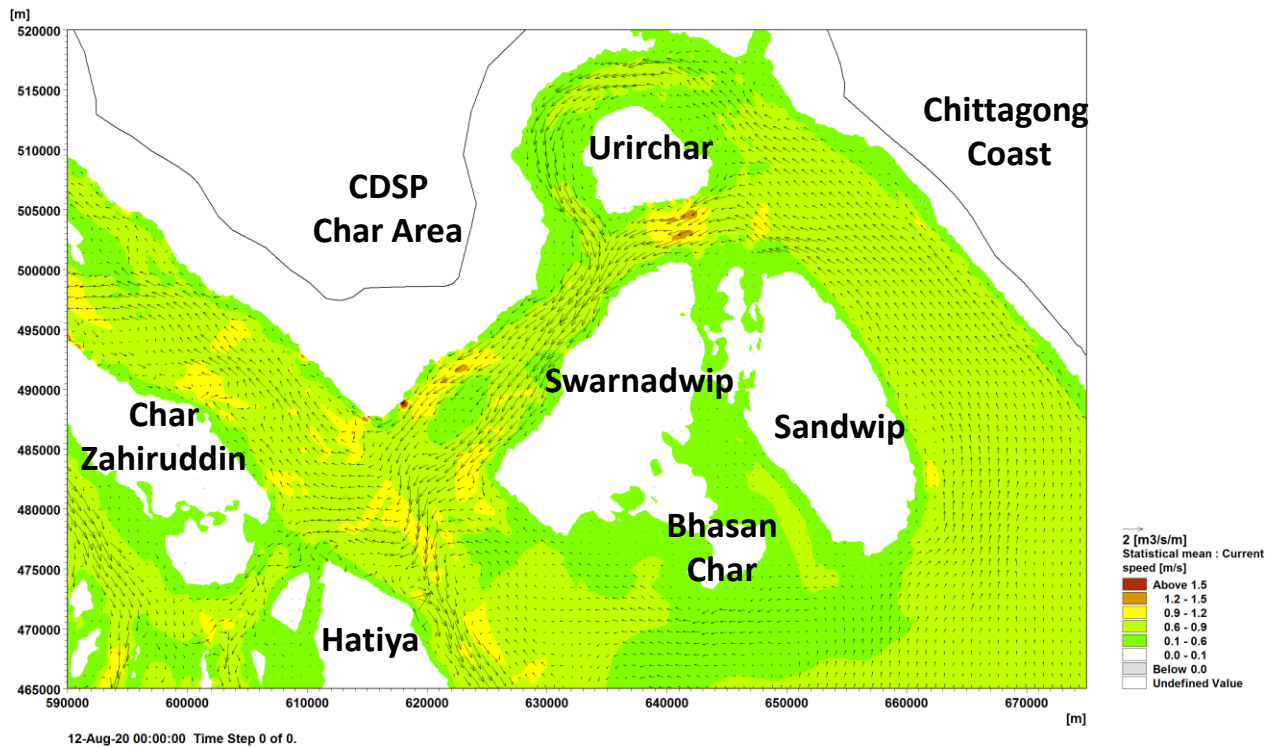 [m]
520000
515000
510000
505000
500000
495000
490000
485000
480000
475000
470000
465000
590000
600000
610000
620000
630000
640000
650000
660000
670000
[m]
Chittagong
Coast
Urirchar
CDSP
Char Area
Swarnadwip
Sandwip
Char
Zahiruddin
Bhasan
Char
Hatiya
2 [m3/s/m]
Statistical mean : Current
speed [m/s]
Above 1.5
1.2 - 1.5
0.9 - 1.2
0.6 - 0.9
0.1 - 0.6
0.0 - 0.1
Below 0.0
Undefined Value
12-Aug-20 00:00:00 Time Step 0 of 0.